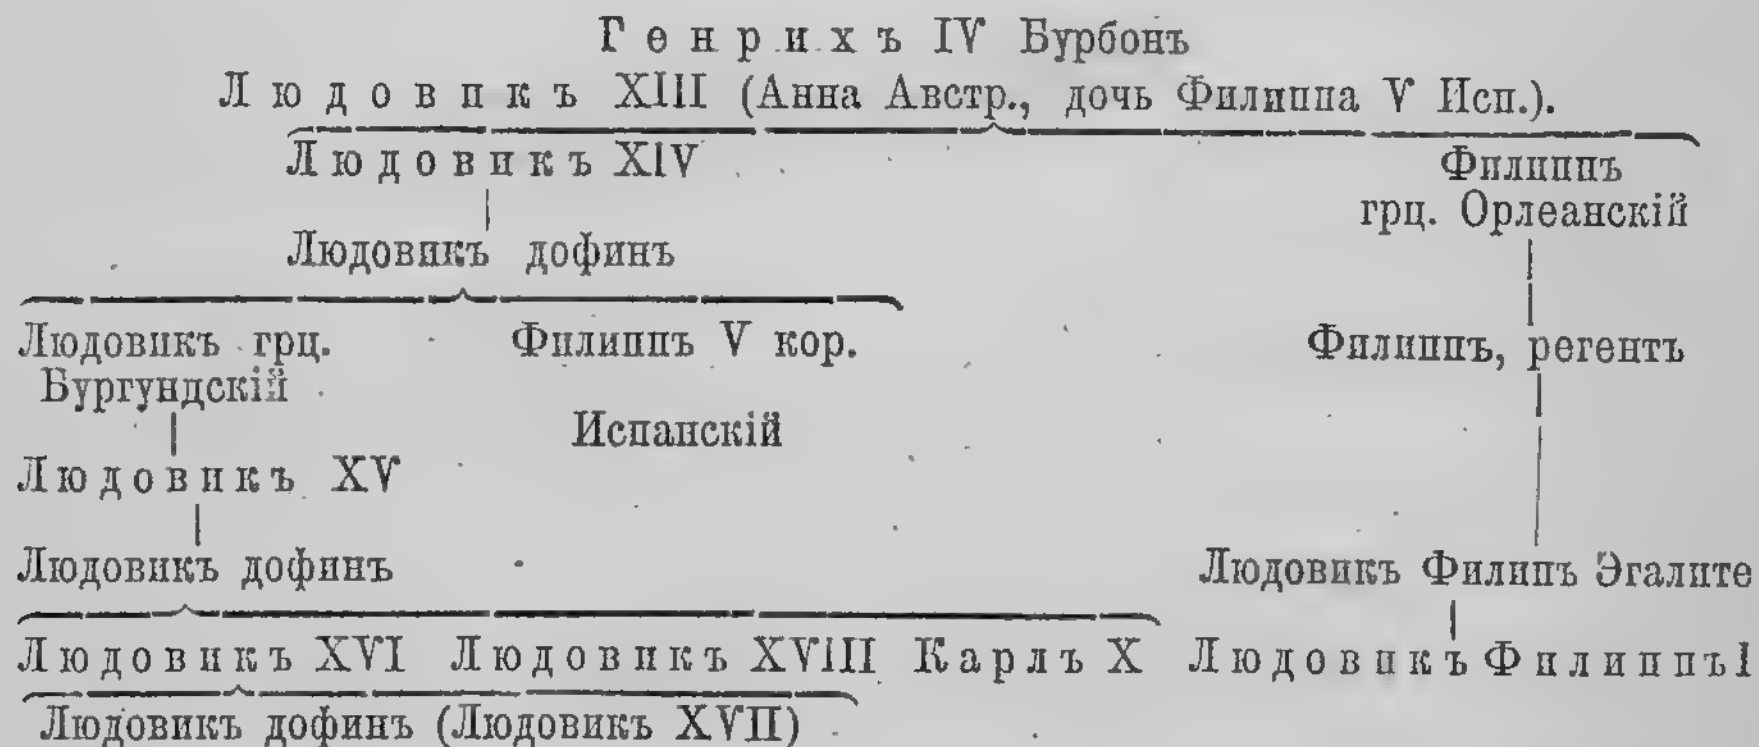 Генрихъ IV Бурбонъ
Людовикъ XIII (Анна Австр., дочь Филиппа V Исп.).
Людовикъ XIV
Филиппъ
грц. Орлеанскій
Людовикъ дофинъ
Людовикъ грц.
Бургундскій
Филиппъ V кор.
Испанскій
Филиппъ, регентъ
Людовикъ XV
Людовикъ дофинъ
Людовикъ Филипъ Эгалите
Людовикъ XVI Людовикъ XVIII Карлъ X Людовикъ Филиппъ I
Людовикъ дофинъ (Людовикъ XVII)